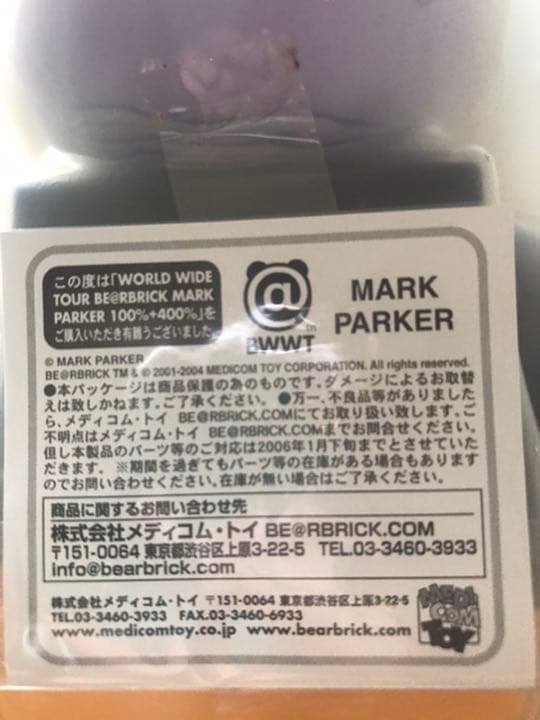 この度は「WORLD WIDE
TOUR BE@RBRICK MARK
PARKER 100%+400%」を
ご購入いただき有難うございました。
@
TM
BWWT
MARK
PARKER
© MARK PARKER
BE@RBRICK TM & © 2001-2004 MEDICOM TOY CORPORATION. All rights reserved.
●本パッケージは商品保護の為のものです。ダメージによるお取替
えは致しかねます。ご了承ください。 ●万一、不良品等がありました
ら、メディコム・トイ BE@RBRICK.COMにてお取り扱い致します。ご
不明点はメディコム・トイ BE@RBRICK.COMまでお問合せください。
但し本製品のパーツ等のご対応は2006年1月下旬までとさせていた
だきます。 ※期間を過ぎてもパーツ等の在庫がある場合もあります
のでお問い合せください。在庫が無い場合はご了承ください。
商品に関するお問い合わせ先
株式会社メディコム・トイ BE@RBRICK.COM
〒151-0064 東京都渋谷区上原3-22-5 TEL.03-3460-3933
info@bearbrick.com
株式会社メディコム・トイ 〒151-0064 東京都渋谷区上原3-22-5
TEL.03-3460-3933 FAX.03-3460-6933
www.medicomtoy.co.jp www.bearbrick.com
MEDI
COM
TOY